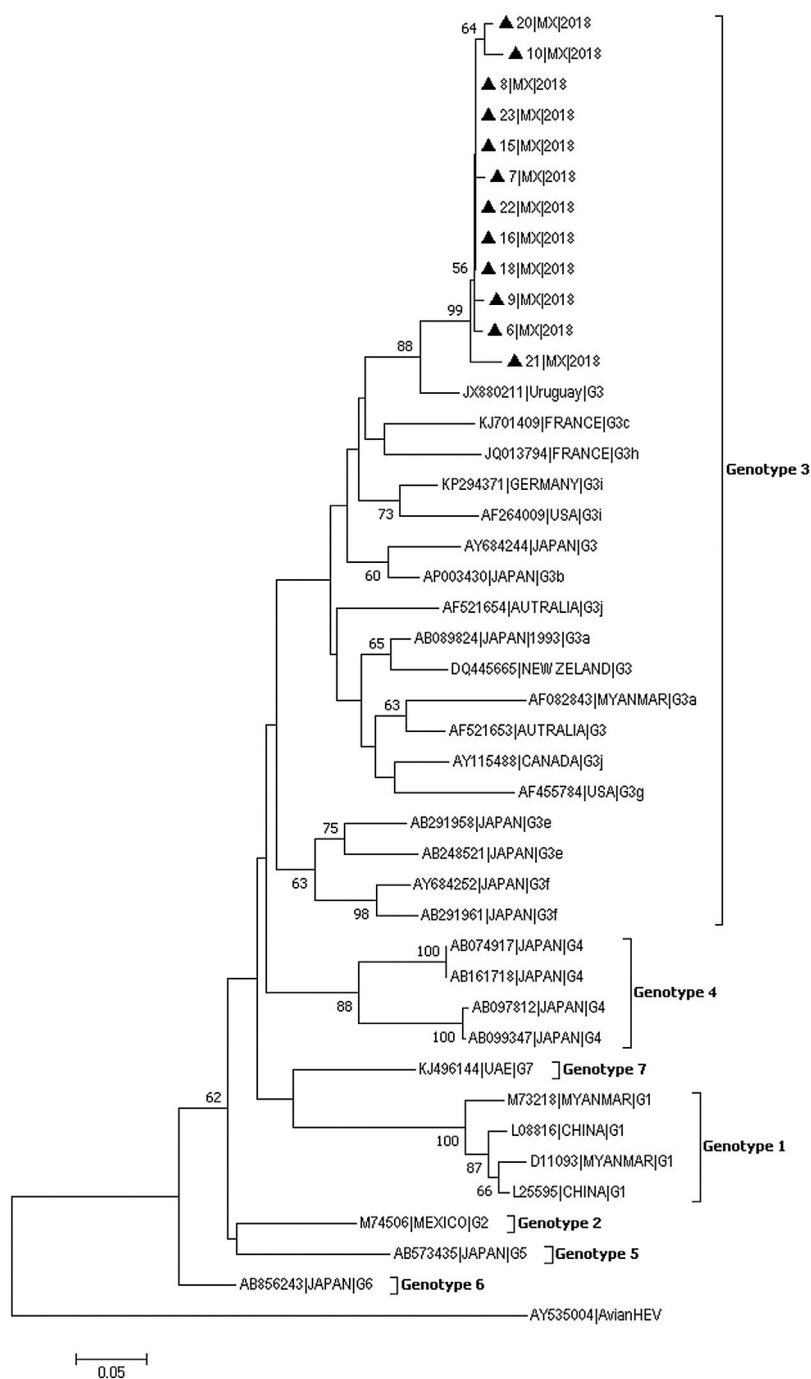 64
▲ 20|MX|2018
▲ 10|MX|2018
▲ 8|MX|2018
▲ 23|MX|2018
▲ 15|MX|2018
▲ 7|MX|2018
▲ 22|MX|2018
▲ 16|MX|2018
56
▲ 18|MX|2018
▲ 9|MX|2018
99
▲ 6|MX|2018
88
▲ 21|MX|2018
JX880211|Uruguay|G3
KJ701409|FRANCE|G3c
JQ013794|FRANCE|G3h
Genotype 3
KP294371|GERMANY|G3i
73
AF264009|USA|G3i
AY684244|JAPAN|G3
60
AP003430|JAPAN|G3b
AF521654|AUTRALIA|G3j
65
AB089824|JAPAN|1993|G3a
DQ445665|NEW ZELAND|G3
63
AF082843|MYANMAR|G3a
AF521653|AUTRALIA|G3
AY115488|CANADA|G3j
AF455784|USA|G3g
75
AB291958|JAPAN|G3e
AB248521|JAPAN|G3e
63
AY684252|JAPAN|G3f
98
AB291961|JAPAN|G3f
100
AB074917|JAPAN|G4
AB161718|JAPAN|G4
Genotype 4
88
AB097812|JAPAN|G4
100
AB099347|JAPAN|G4
KJ496144|UAE|G7
Genotype 7
62
M73218|MYANMAR|G1
100
L08816|CHINA|G1
Genotype 1
87
D11093|MYANMAR|G1
66
L25595|CHINA|G1
M74506|MEXICO|G2
Genotype 2
AB573435|JAPAN|G5
Genotype 5
AB856243|JAPAN|G6
Genotype 6
AY535004|AvianHEV
0.05